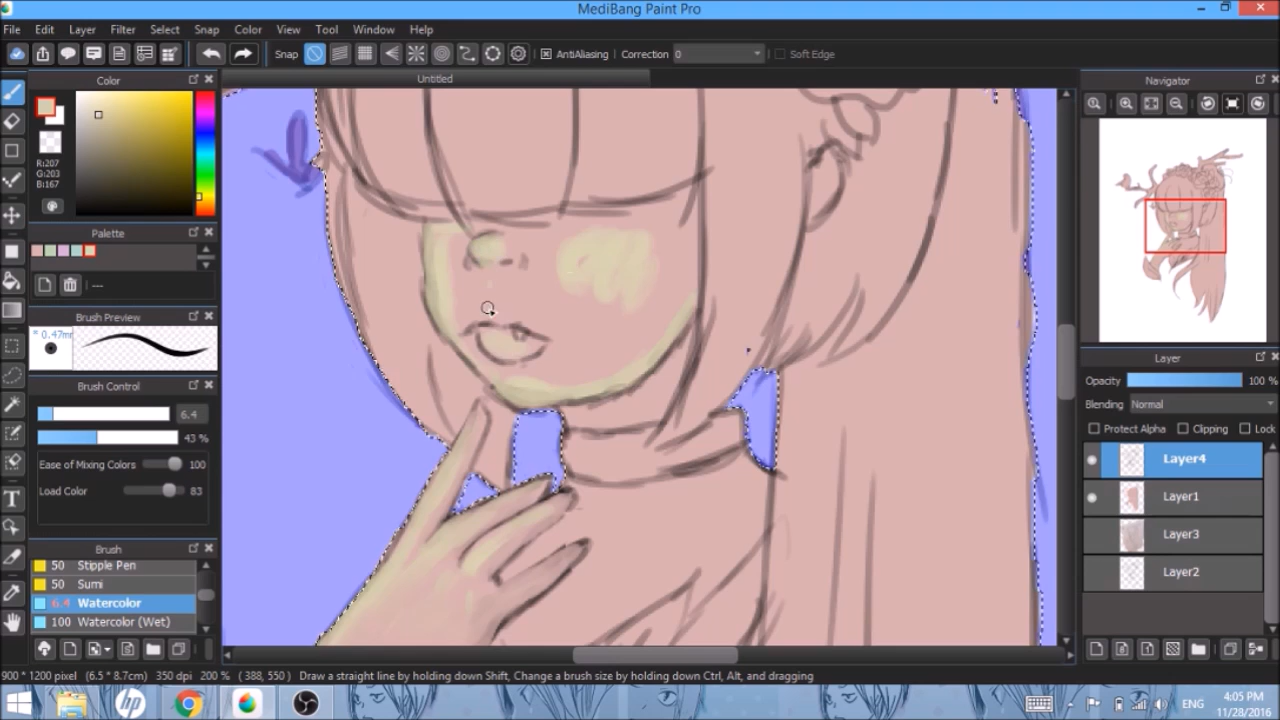 MediBang Paint Pro
File Edit Layer Filter Select Snap Color View Tool Window Help
Snap AntiAliasing Correction 0 Soft Edge
Untitled
Color
R:207
G:203
B:167
Palette
---
Brush Preview
* 0.47m
Brush Control
6.4
43 %
Ease of Mixing Colors 100
Load Color 83
Brush
50 Stipple Pen
50 Sumi
6.4 Watercolor
100 Watercolor (Wet)
T
Navigator
Layer
Opacity 100 %
Blending Normal
Protect Alpha Clipping Lock
Layer4
Layer1
Layer3
Layer2
900 * 1200 pixel (6.5 * 8.7cm) 350 dpi 200 % ( 388, 550 ) Draw a straight line by holding down Shift, Change a brush size by holding down Ctrl, Alt, and dragging
hp
ENG
4:05 PM
11/28/2016